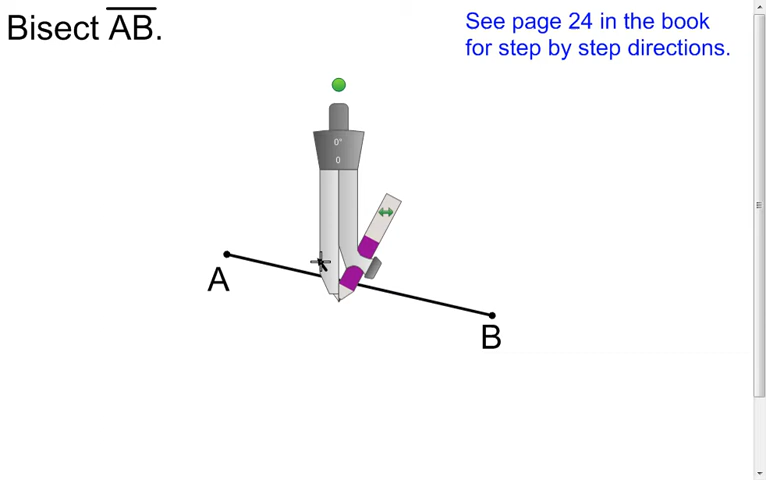 Bisect AB.
See page 24 in the book
for step by step directions.
0°
0
A
B